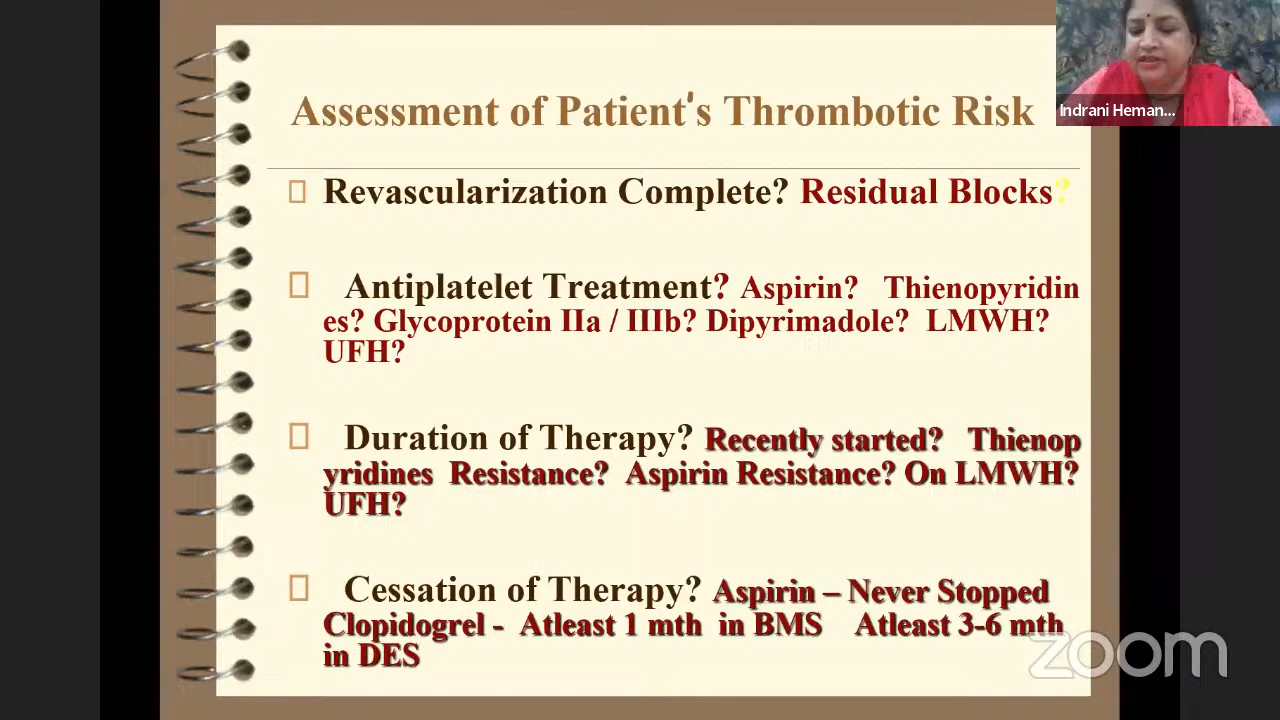 Assessment of Patient's Thrombotic Risk
Indrani Heman...
Revascularization Complete? Residual Blocks?
Antiplatelet Treatment? Aspirin? Thienopyridin
es? Glycoprotein IIa / IIIb? Dipyrimadole? LMWH?
UFH?
Duration of Therapy? Recently started? Thienop
yridines Resistance? Aspirin Resistance? On LMWH?
UFH?
Cessation of Therapy? Aspirin – Never Stopped
Clopidogrel - Atleast 1 mth in BMS Atleast 3-6 mth
in DES
zoom